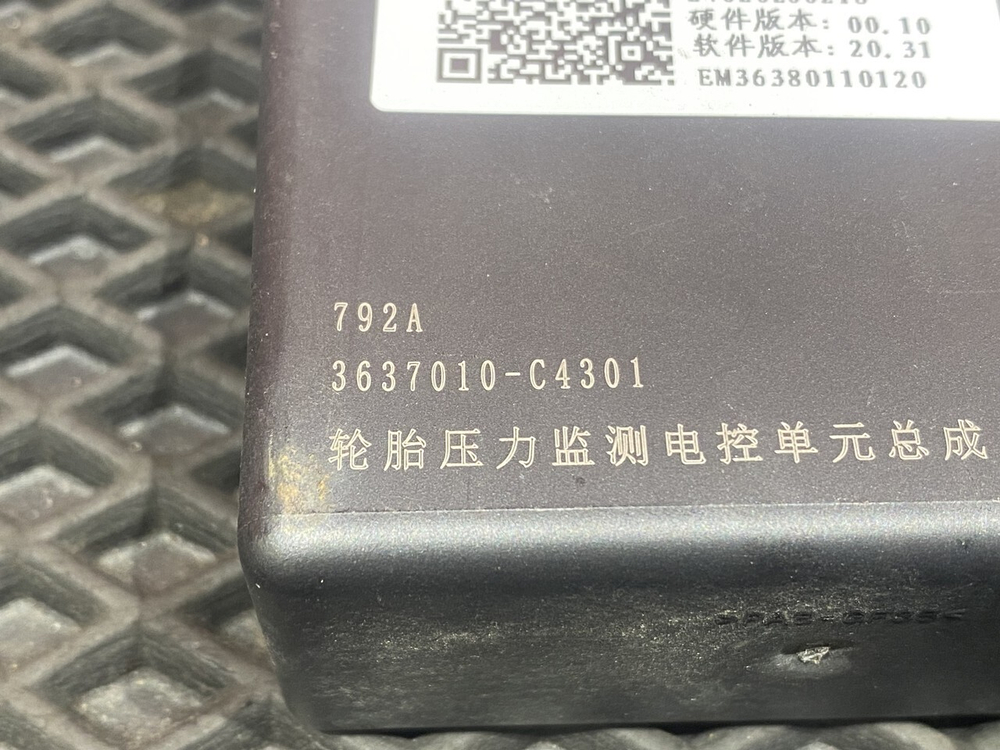 硬件版本: 00.10
软件版本: 20.31
EM36380110120
792A
3637010-C4301
轮胎压力监测电控单元总成